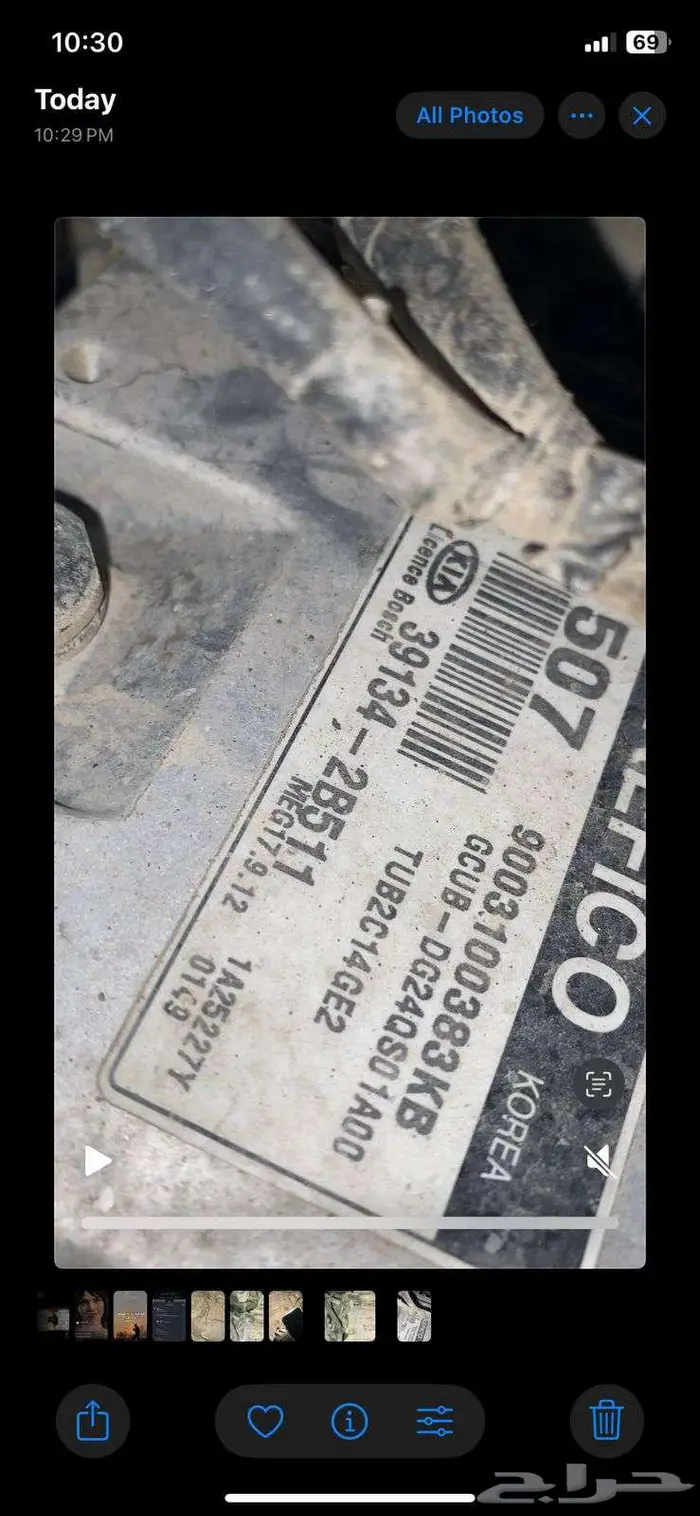 10:30
69
Today
10:29 PM
All Photos
507
KIA
Licence Bosch
39134-2B511
MEG17.9.12
9003100383KB
GCUB-DG24QS01A00
TUB2C14GE2
1A25227Y
KOREA
حراج